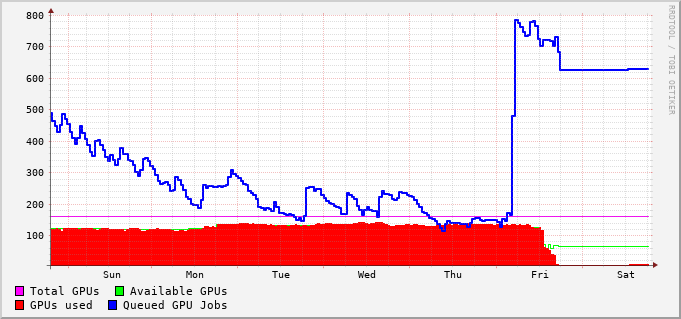 RRDTOOL / TOBI OETIKER
800
700
600
500
400
300
200
100
Sun Mon Tue Wed Thu Fri Sat
Total GPUs Available GPUs
GPUs used Queued GPU Jobs